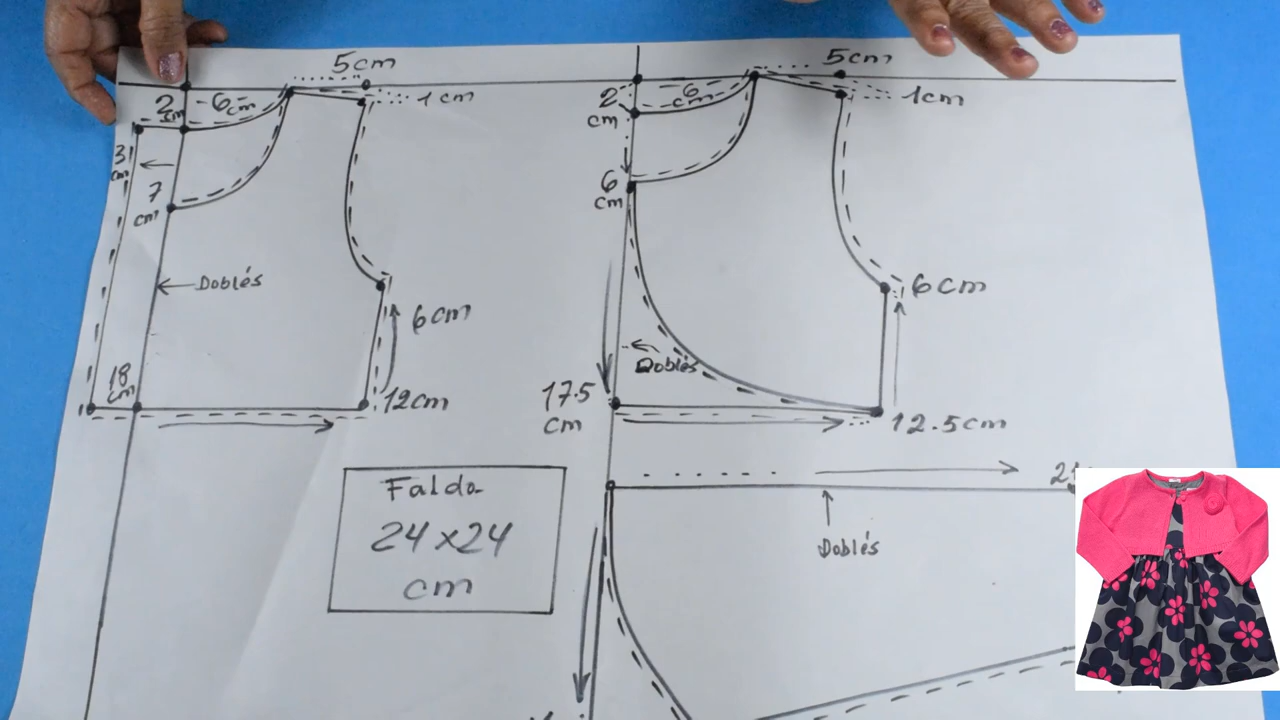 5cm
2 cm
6 cm
1 cm
3 cm
7 cm
Doblés
6cm
18 cm
12cm
Falda
24x24
cm
5cm
2 cm
6 cm
1cm
6 cm
6cm
Doblés
17.5 cm
12.5cm
Doblés